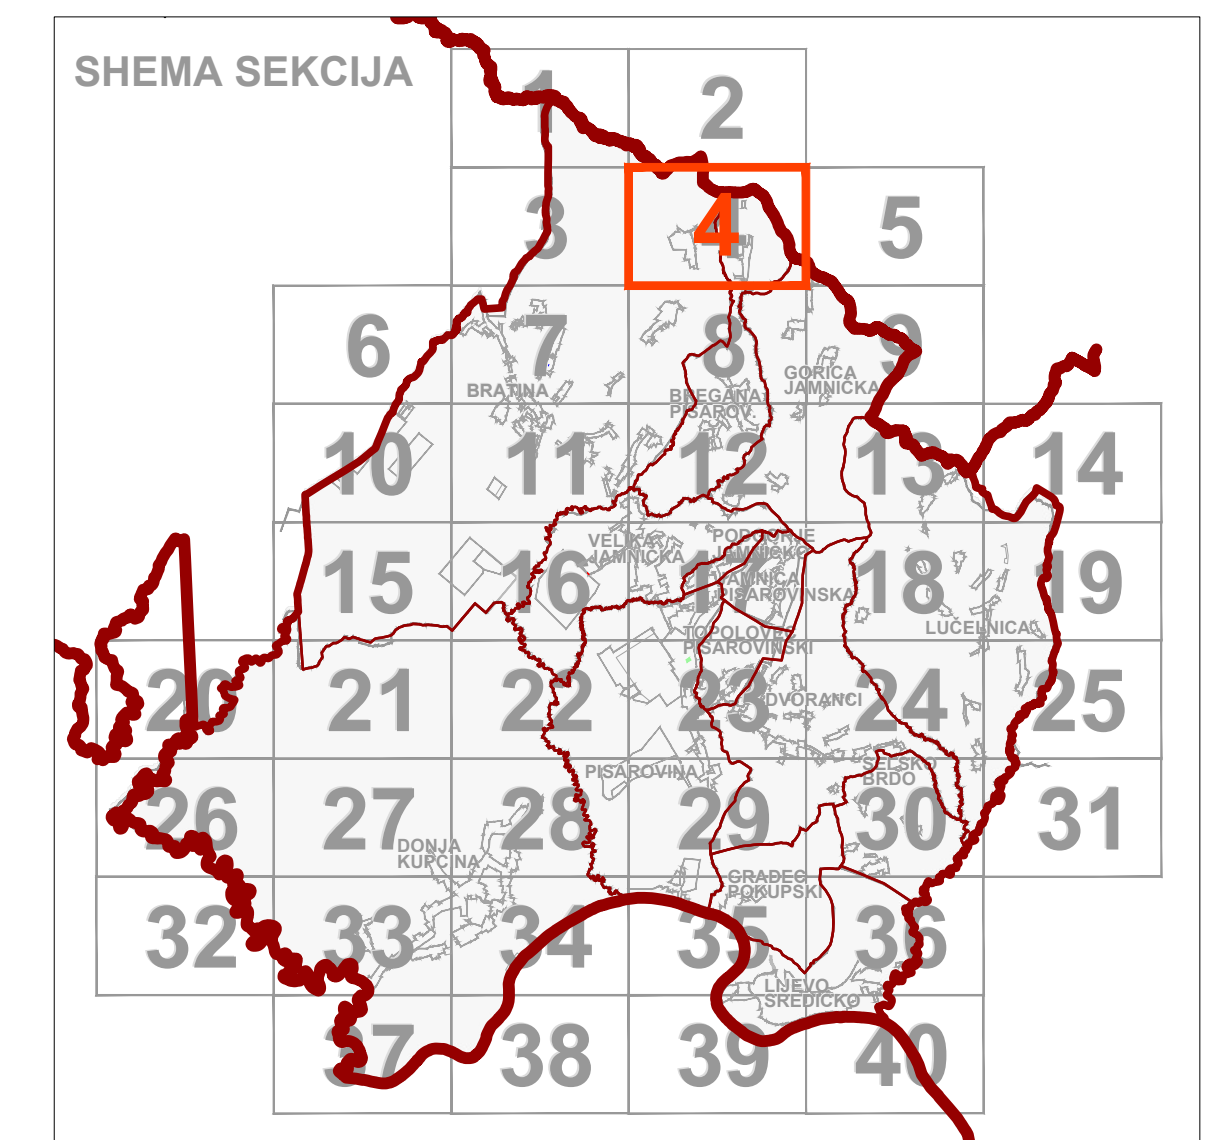 SHEMA SEKCIJA
1 2
3 4 5
6 7 8 9
GORICA
JAMNIČKA
BRATINA
BREGANA
PISAROV.
10 11 12 13 14
VELIKA
JAMNIČKA
PODGORJE
JAMNIČKO
JAMNICA
PISAROVINSKA
15 16 17 18 19
LUČELNICA
TOPOLOVEC
PISAROVINSKI
20 21 22 23 24 25
DVORANCI
SELSKO
BRDO
PISAROVINA
26 27 28 29 30 31
DONJA
KUPČINA
GRADEC
POKUPSKI
32 33 34 35 36
LIJEVO
SREDIČKO
37 38 39 40